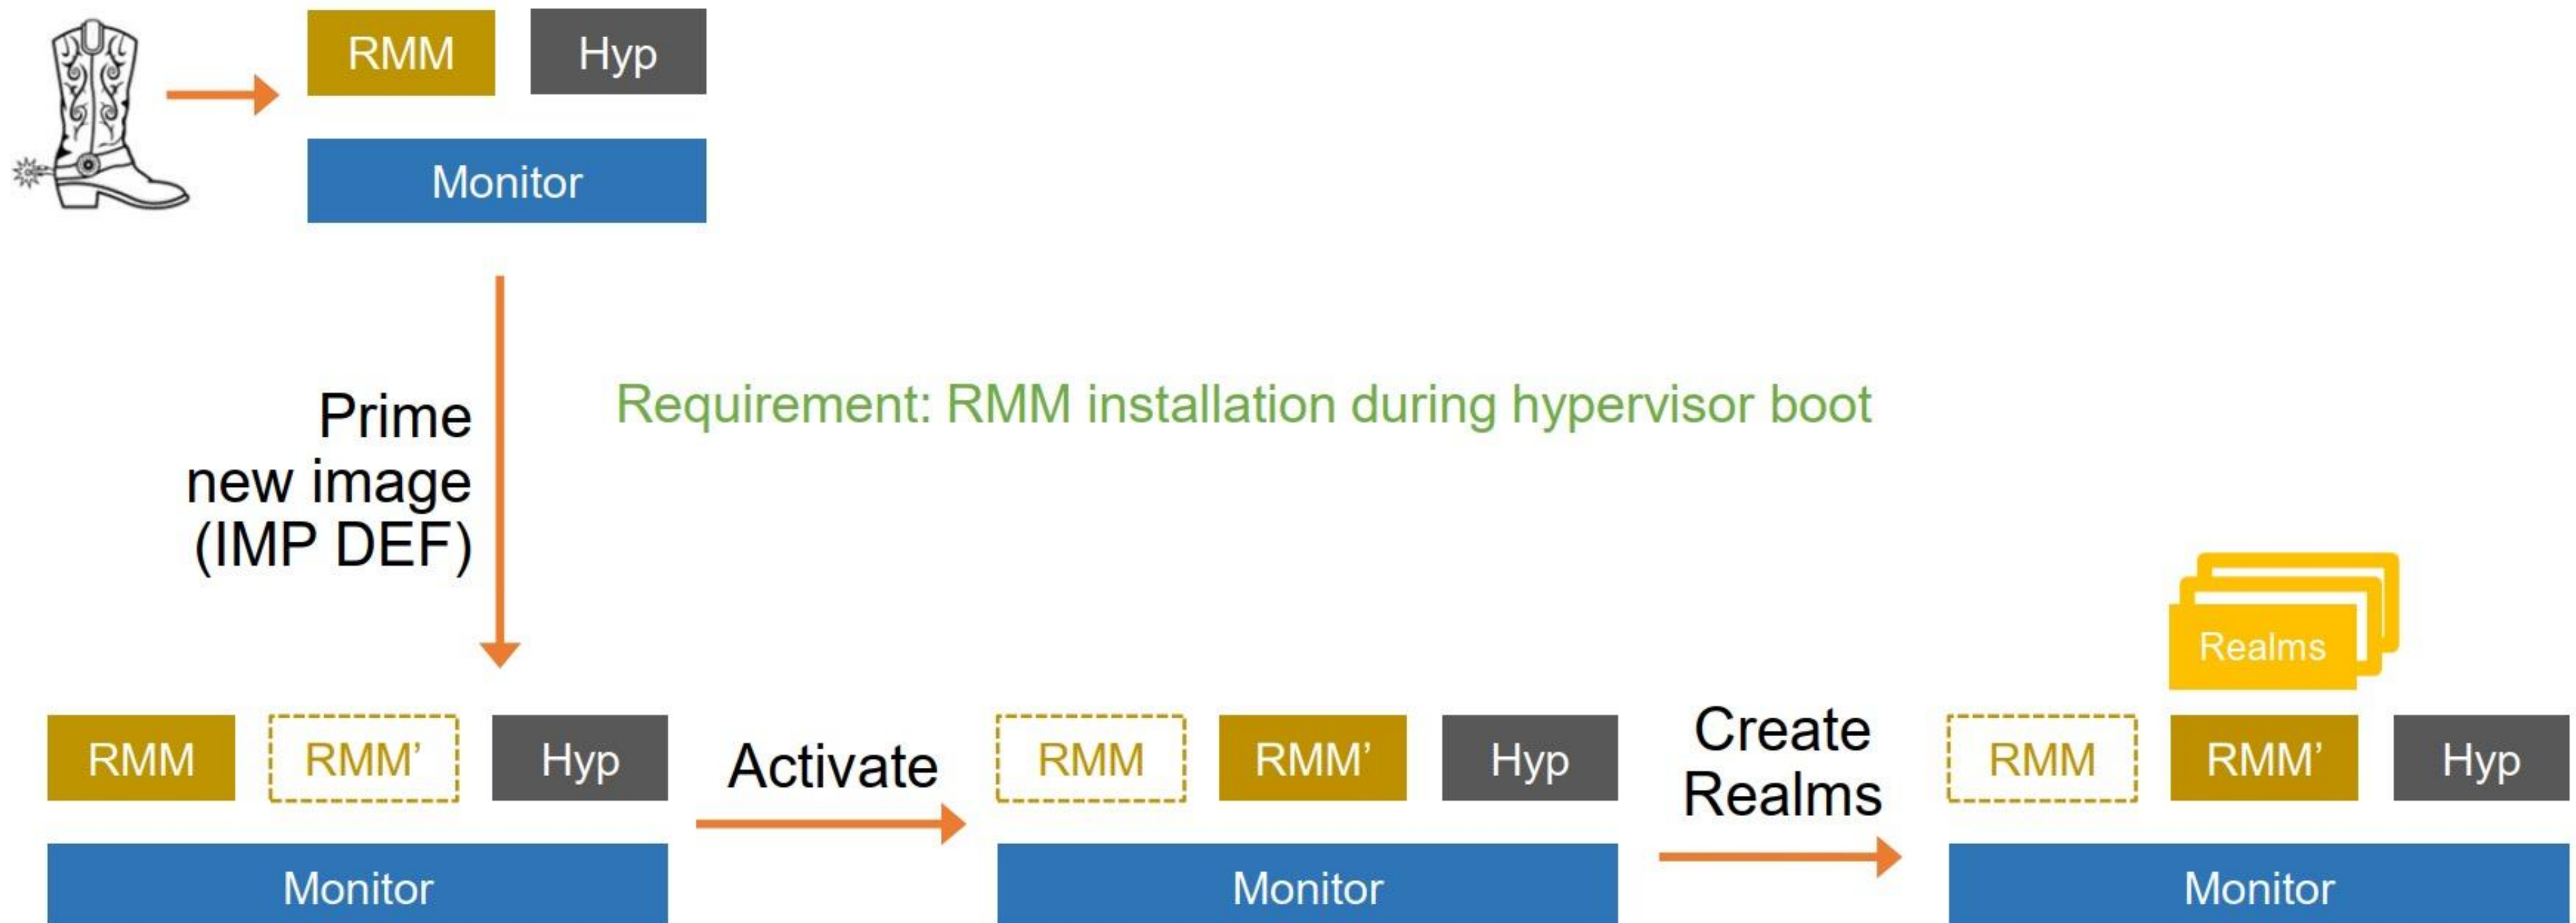 RMM
Hyp
Monitor
Requirement: RMM installation during hypervisor boot
Prime
new image
(IMP DEF)
RMM
RMM’
Hyp
Monitor
Activate
RMM
RMM’
Hyp
Monitor
Create
Realms
Realms
RMM
RMM’
Hyp
Monitor